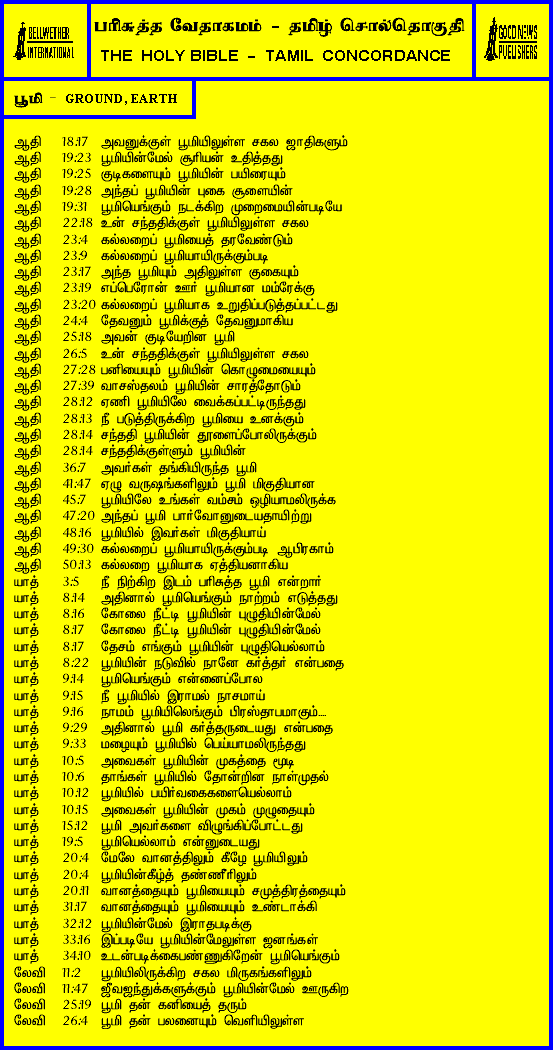 BELLWETHER
INTERNATIONAL
பரிசுத்த வேதாகமம் - தமிழ் சொல்தொகுதி
THE HOLY BIBLE - TAMIL CONCORDANCE
GOOD NEWS
PUBLISHERS
பூமி - GROUND, EARTH
ஆதி 18:17 அவனுக்குள் பூமியிலுள்ள சகல ஜாதிகளும்
ஆதி 19:23 பூமியின்மேல் சூரியன் உதித்தது
ஆதி 19:25 குடிகளையும் பூமியின் பயிரையும்
ஆதி 19:28 அந்தப் பூமியின் புகை சூளையின்
ஆதி 19:31 பூமியெங்கும் நடக்கிற முறைமையின்படியே
ஆதி 22:18 உன் சந்ததிக்குள் பூமியிலுள்ள சகல
ஆதி 23:4 கல்லறைப் பூமியைத் தரவேண்டும்
ஆதி 23:9 கல்லறைப் பூமியாயிருக்கும்படி
ஆதி 23:17 அந்த பூமியும் அதிலுள்ள குகையும்
ஆதி 23:19 எப்பெரோன் ஊர் பூமியான மம்ரேக்கு
ஆதி 23:20 கல்லறைப் பூமியாக உறுதிப்படுத்தப்பட்டது
ஆதி 24:4 தேவனும் பூமிக்குத் தேவனுமாகிய
ஆதி 25:18 அவன் குடியேறின பூமி
ஆதி 26:5 உன் சந்ததிக்குள் பூமியிலுள்ள சகல
ஆதி 27:28 பனியையும் பூமியின் கொழுமையையும்
ஆதி 27:39 வாசஸ்தலம் பூமியின் சாரத்தோடும்
ஆதி 28:12 ஏணி பூமியிலே வைக்கப்பட்டிருந்தது
ஆதி 28:13 நீ படுத்திருக்கிற பூமியை உனக்கும்
ஆதி 28:14 சந்ததி பூமியின் தூளைப்போலிருக்கும்
ஆதி 28:14 சந்ததிக்குள்ளும் பூமியின்
ஆதி 36:7 அவர்கள் தங்கியிருந்த பூமி
ஆதி 41:47 ஏழு வருஷங்களிலும் பூமி மிகுதியான
ஆதி 45:7 பூமியிலே உங்கள் வம்சம் ஒழியாமலிருக்க
ஆதி 47:20 அந்தப் பூமி பார்வோனுடையதாயிற்று
ஆதி 48:16 பூமியில் இவர்கள் மிகுதியாய்
ஆதி 49:30 கல்லறைப் பூமியாயிருக்கும்படி ஆபிரகாம்
ஆதி 50:13 கல்லறை பூமியாக ஏத்தியனாகிய
யாத் 3:5 நீ நிற்கிற இடம் பரிசுத்த பூமி என்றார்
யாத் 8:14 அதினால் பூமியெங்கும் நாற்றம் எடுத்தது
யாத் 8:16 கோலை நீட்டி பூமியின் புழுதியின்மேல்
யாத் 8:17 கோலை நீட்டி பூமியின் புழுதியின்மேல்
யாத் 8:17 தேசம் எங்கும் பூமியின் புழுதியெல்லாம்
யாத் 8:22 பூமியின் நடுவில் நானே கர்த்தர் என்பதை
யாத் 9:14 பூமியெங்கும் என்னைப்போல
யாத் 9:15 நீ பூமியில் இராமல் நாசமாய்
யாத் 9:16 நாமம் பூமியிலெங்கும் பிரஸ்தாபமாகும்....
யாத் 9:29 அதினால் பூமி கர்த்தருடையது என்பதை
யாத் 9:33 மழையும் பூமியில் பெய்யாமலிருந்தது
யாத் 10:5 அவைகள் பூமியின் முகத்தை மூடி
யாத் 10:6 தாங்கள் பூமியில் தோன்றின நாள்முதல்
யாத் 10:12 பூமியில் பயிர்வகைகளையெல்லாம்
யாத் 10:15 அவைகள் பூமியின் முகம் முழுதையும்
யாத் 15:12 பூமி அவர்களை விழுங்கிப்போட்டது
யாத் 19:5 பூமியெல்லாம் என்னுடையது
யாத் 20:4 மேலே வானத்திலும் கீழே பூமியிலும்
யாத் 20:4 பூமியின்கீழ்த் தண்ணீரிலும்
யாத் 20:11 வானத்தையும் பூமியையும் சமுத்திரத்தையும்
யாத் 31:17 வானத்தையும் பூமியையும் உண்டாக்கி
யாத் 32:12 பூமியின்மேல் இராதபடிக்கு
யாத் 33:16 இப்படியே பூமியின்மேலுள்ள ஜனங்கள்
யாத் 34:10 உடன்படிக்கைபண்ணுகிறேன் பூமியெங்கும்
லேவி 11:2 பூமியிலிருக்கிற சகல மிருகங்களிலும்
லேவி 11:47 ஜீவஜந்துக்களுக்கும் பூமியின்மேல் ஊருகிற
லேவி 25:19 பூமி தன் கனியைத் தரும்
லேவி 26:4 பூமி தன் பலனையும் வெளியிலுள்ள